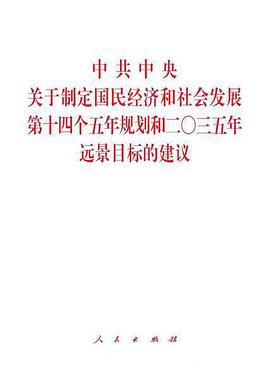 中共中央
关于制定国民经济和社会发展
第十四个五年规划和二〇三五年
远景目标的建议
人民出版社